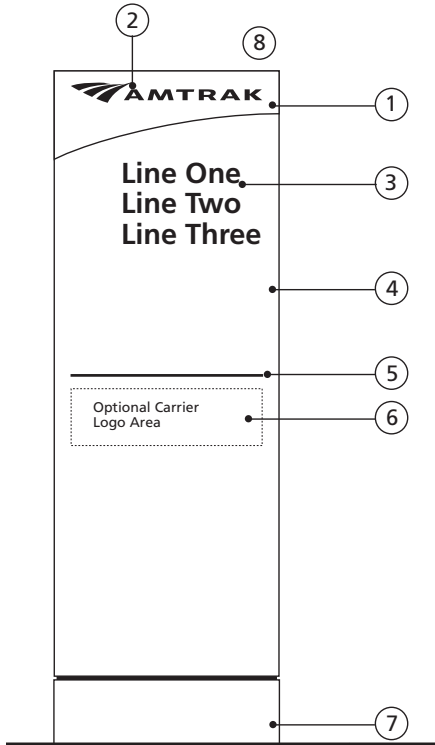 2
8
AMTRAK
1
Line One
3
Line Two
Line Three
4
5
Optional Carrier
Logo Area
6
7